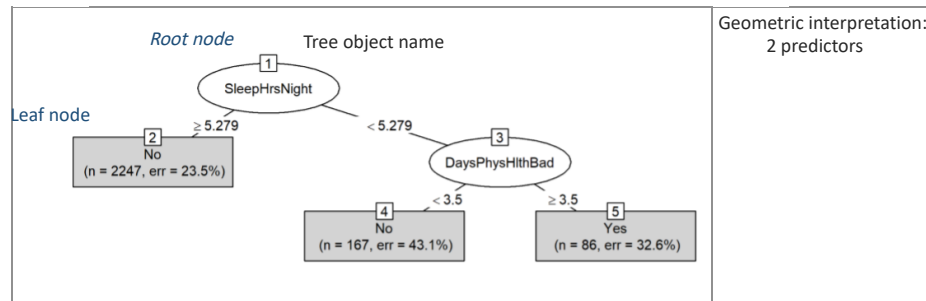 Geometric interpretation:
2 predictors
Root node
Tree object name
1
SleepHrsNight
Leaf node
≥ 5.279
< 5.279
2
No
(n = 2247, err = 23.5%)
3
DaysPhysHlthBad
< 3.5
≥ 3.5
4
No
(n = 167, err = 43.1%)
5
Yes
(n = 86, err = 32.6%)